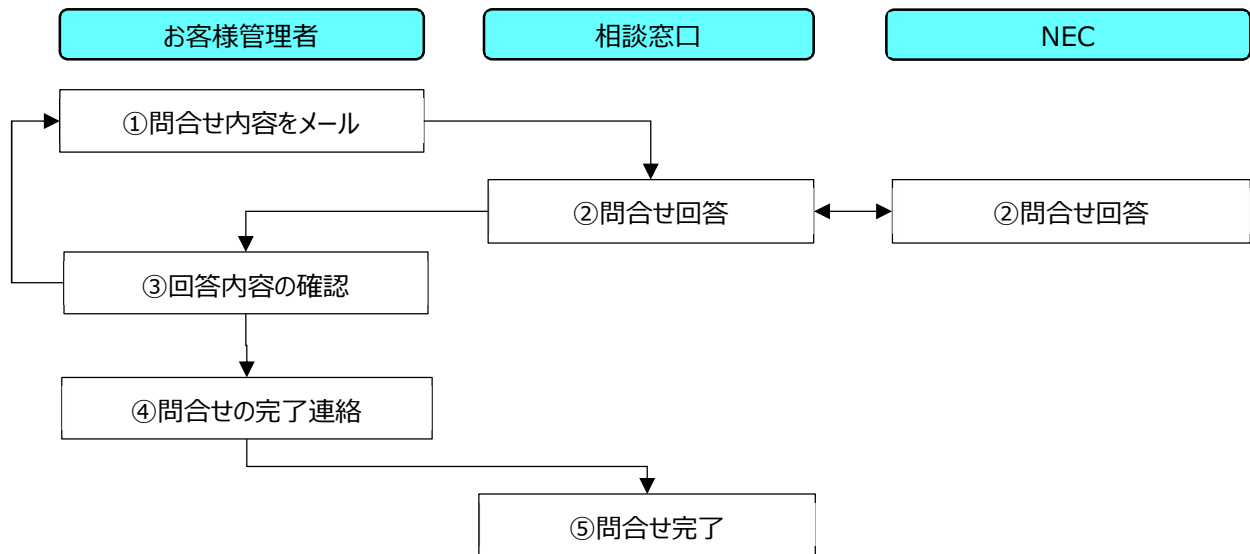 お客様管理者
相談窓口
NEC
①問合せ内容をメール
②問合せ回答
②問合せ回答
③回答内容の確認
④問合せの完了連絡
⑤問合せ完了